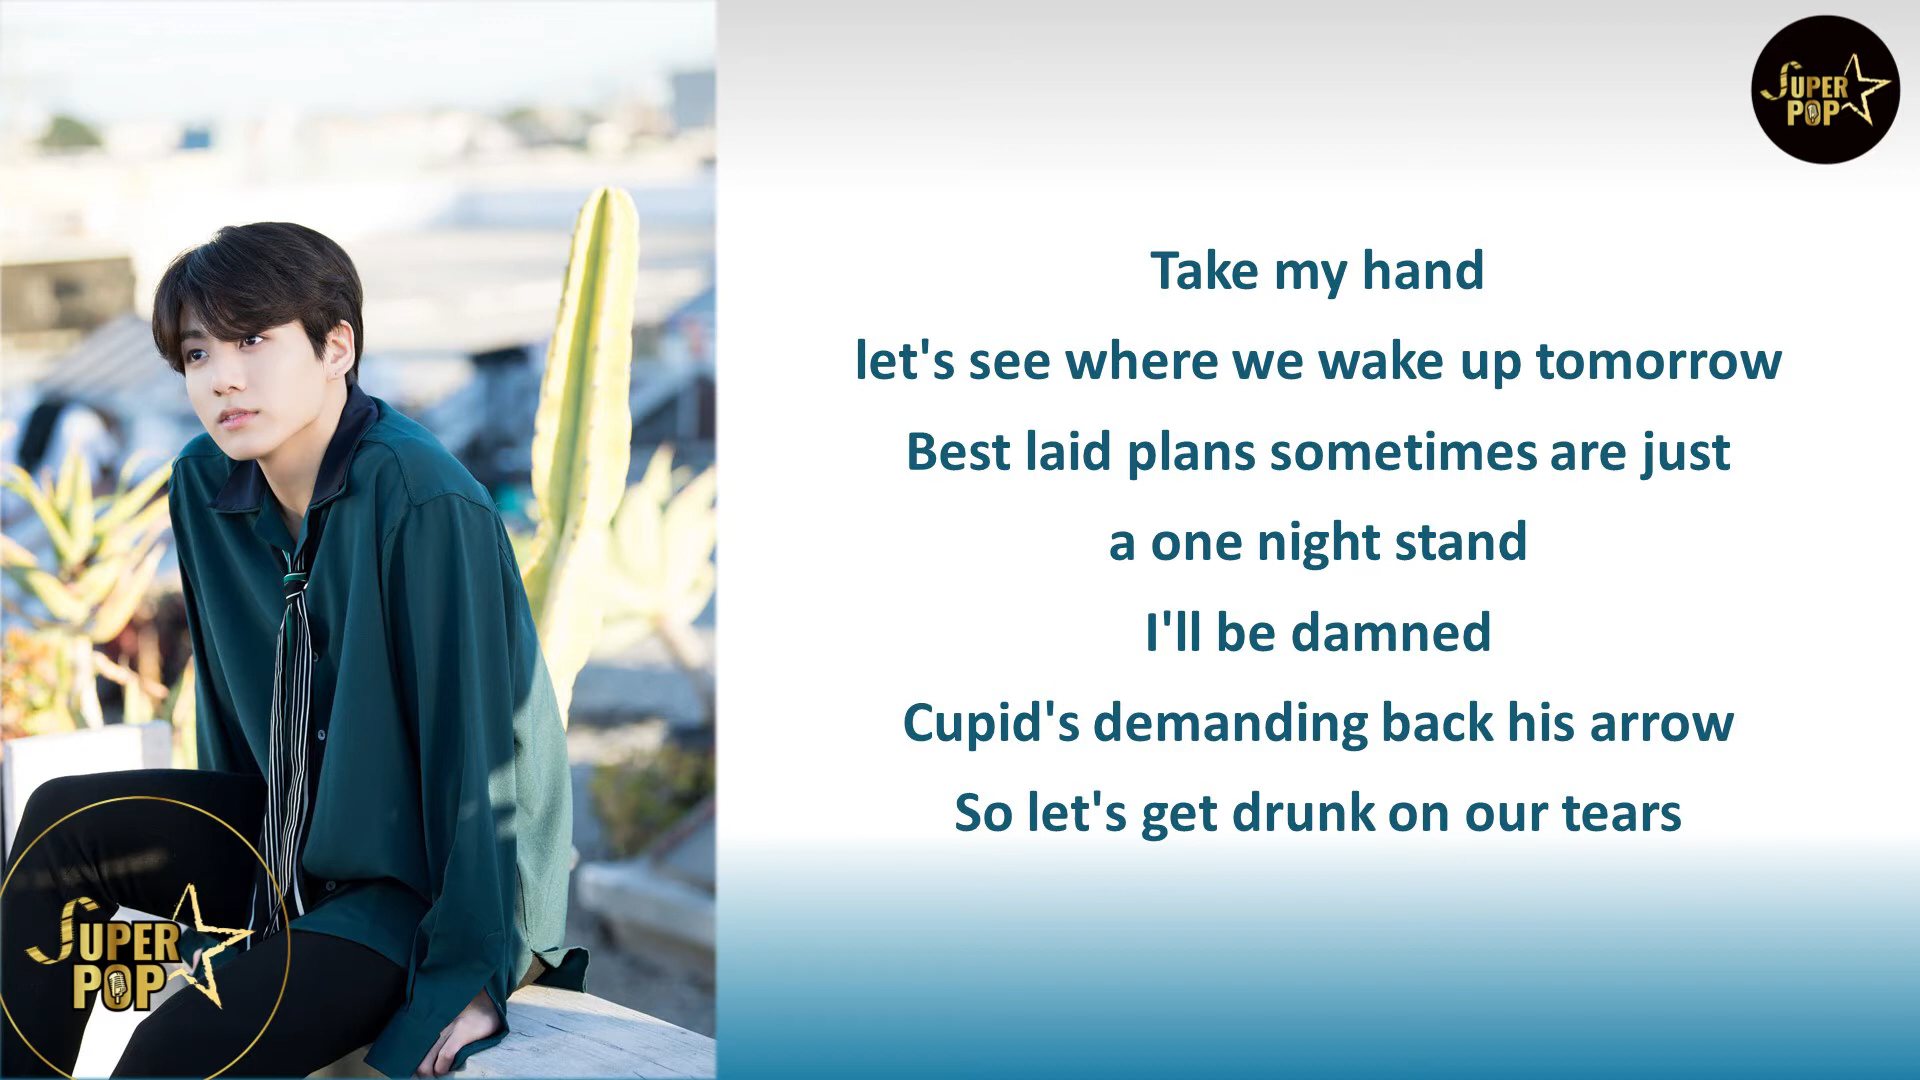 SUPER
POP
Take my hand
let's see where we wake up tomorrow
Best laid plans sometimes are just
a one night stand
I'll be damned
Cupid's demanding back his arrow
So let's get drunk on our tears
SUPER
POP